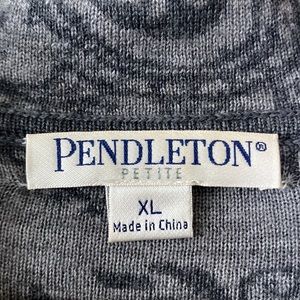 PENDLETON®
PETITE
XL
Made in China